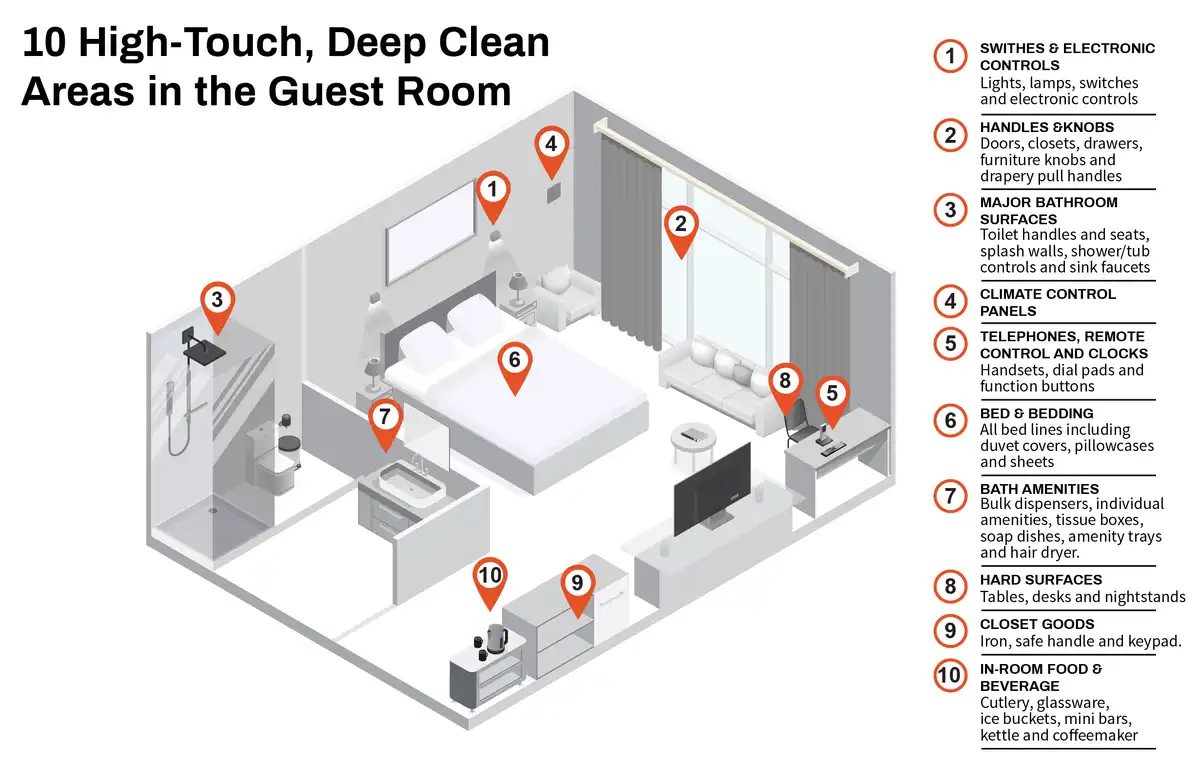 10 High-Touch, Deep Clean
Areas in the Guest Room
1
SWITHES & ELECTRONIC
CONTROLS
Lights, lamps, switches
and electronic controls
2
HANDLES &KNOBS
Doors, closets, drawers,
furniture knobs and
drapery pull handles
3
MAJOR BATHROOM
SURFACES
Toilet handles and seats,
splash walls, shower/tub
controls and sink faucets
4
CLIMATE CONTROL
PANELS
5
TELEPHONES, REMOTE
CONTROL AND CLOCKS
Handsets, dial pads and
function buttons
6
BED & BEDDING
All bed lines including
duvet covers, pillowcases
and sheets
7
BATH AMENITIES
Bulk dispensers, individual
amenities, tissue boxes,
soap dishes, amenity trays
and hair dryer.
8
HARD SURFACES
Tables, desks and nightstands
9
CLOSET GOODS
Iron, safe handle and keypad.
10
IN-ROOM FOOD &
BEVERAGE
Cutlery, glassware,
ice buckets, mini bars,
kettle and coffeemaker
4
1
2
3
6
8
5
7
10
9